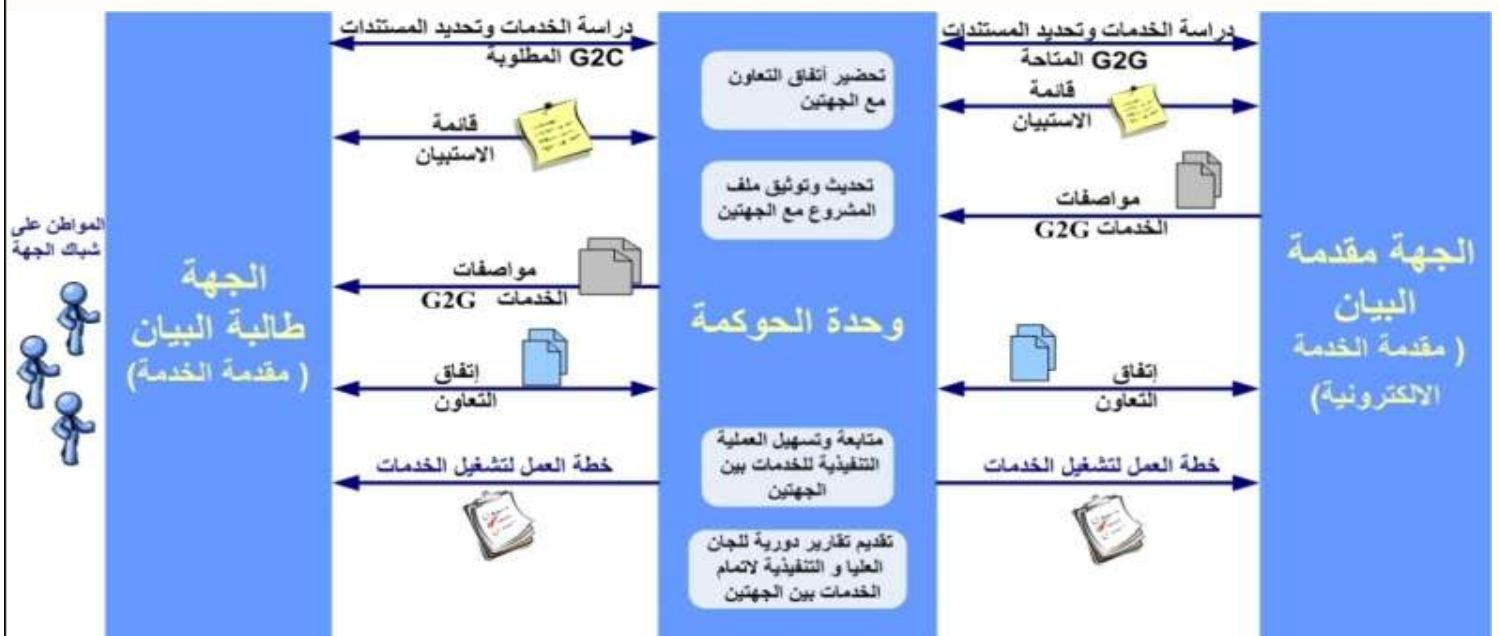 دراسة الخدمات وتحديد المستندات
G2G المتاحة
قائمة
الاستبيان
مواصفات
الخدمات G2G
إتفاق
التعاون
خطة العمل لتشغيل الخدمات
الجهة مقدمة
البيان
( مقدمة الخدمة
الالكترونية)
تحضير أتفاق التعاون
مع الجهتين
تحديث وتوثيق ملف
المشروع مع الجهتين
وحدة الحوكمة
متابعة وتسهيل العملية
التنفيذية للخدمات بين
الجهتين
تقديم تقارير دورية للجان
العليا و التنفيذية لاتمام
الخدمات بين الجهتين
دراسة الخدمات وتحديد المستندات
G2C المطلوبة
قائمة
الاستبيان
مواصفات
الخدمات G2G
إتفاق
التعاون
خطة العمل لتشغيل الخدمات
الجهة
طالبة البيان
( مقدمة الخدمة)
المواطن على
شباك الجهة